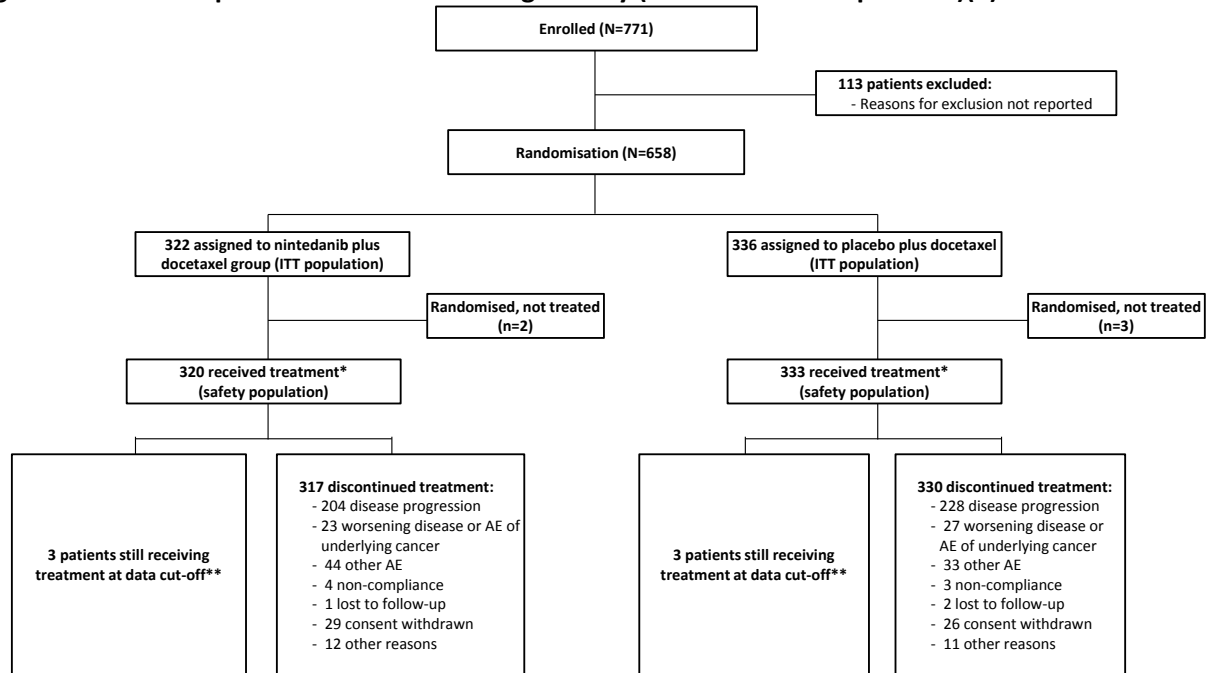 Enrolled (N=771)
113 patients excluded:
- Reasons for exclusion not reported
Randomisation (N=658)
322 assigned to nintedanib plus
docetaxel group (ITT population)
336 assigned to placebo plus docetaxel
(ITT population)
Randomised, not treated
(n=2)
Randomised, not treated
(n=3)
320 received treatment*
(safety population)
333 received treatment*
(safety population)
3 patients still receiving
treatment at data cut-off**
317 discontinued treatment:
- 204 disease progression
- 23 worsening disease or AE of
underlying cancer
- 44 other AE
- 4 non-compliance
- 1 lost to follow-up
- 29 consent withdrawn
- 12 other reasons
3 patients still receiving
treatment at data cut-off**
330 discontinued treatment:
- 228 disease progression
- 27 worsening disease or
AE of underlying cancer
- 33 other AE
- 3 non-compliance
- 2 lost to follow-up
- 26 consent withdrawn
- 11 other reasons